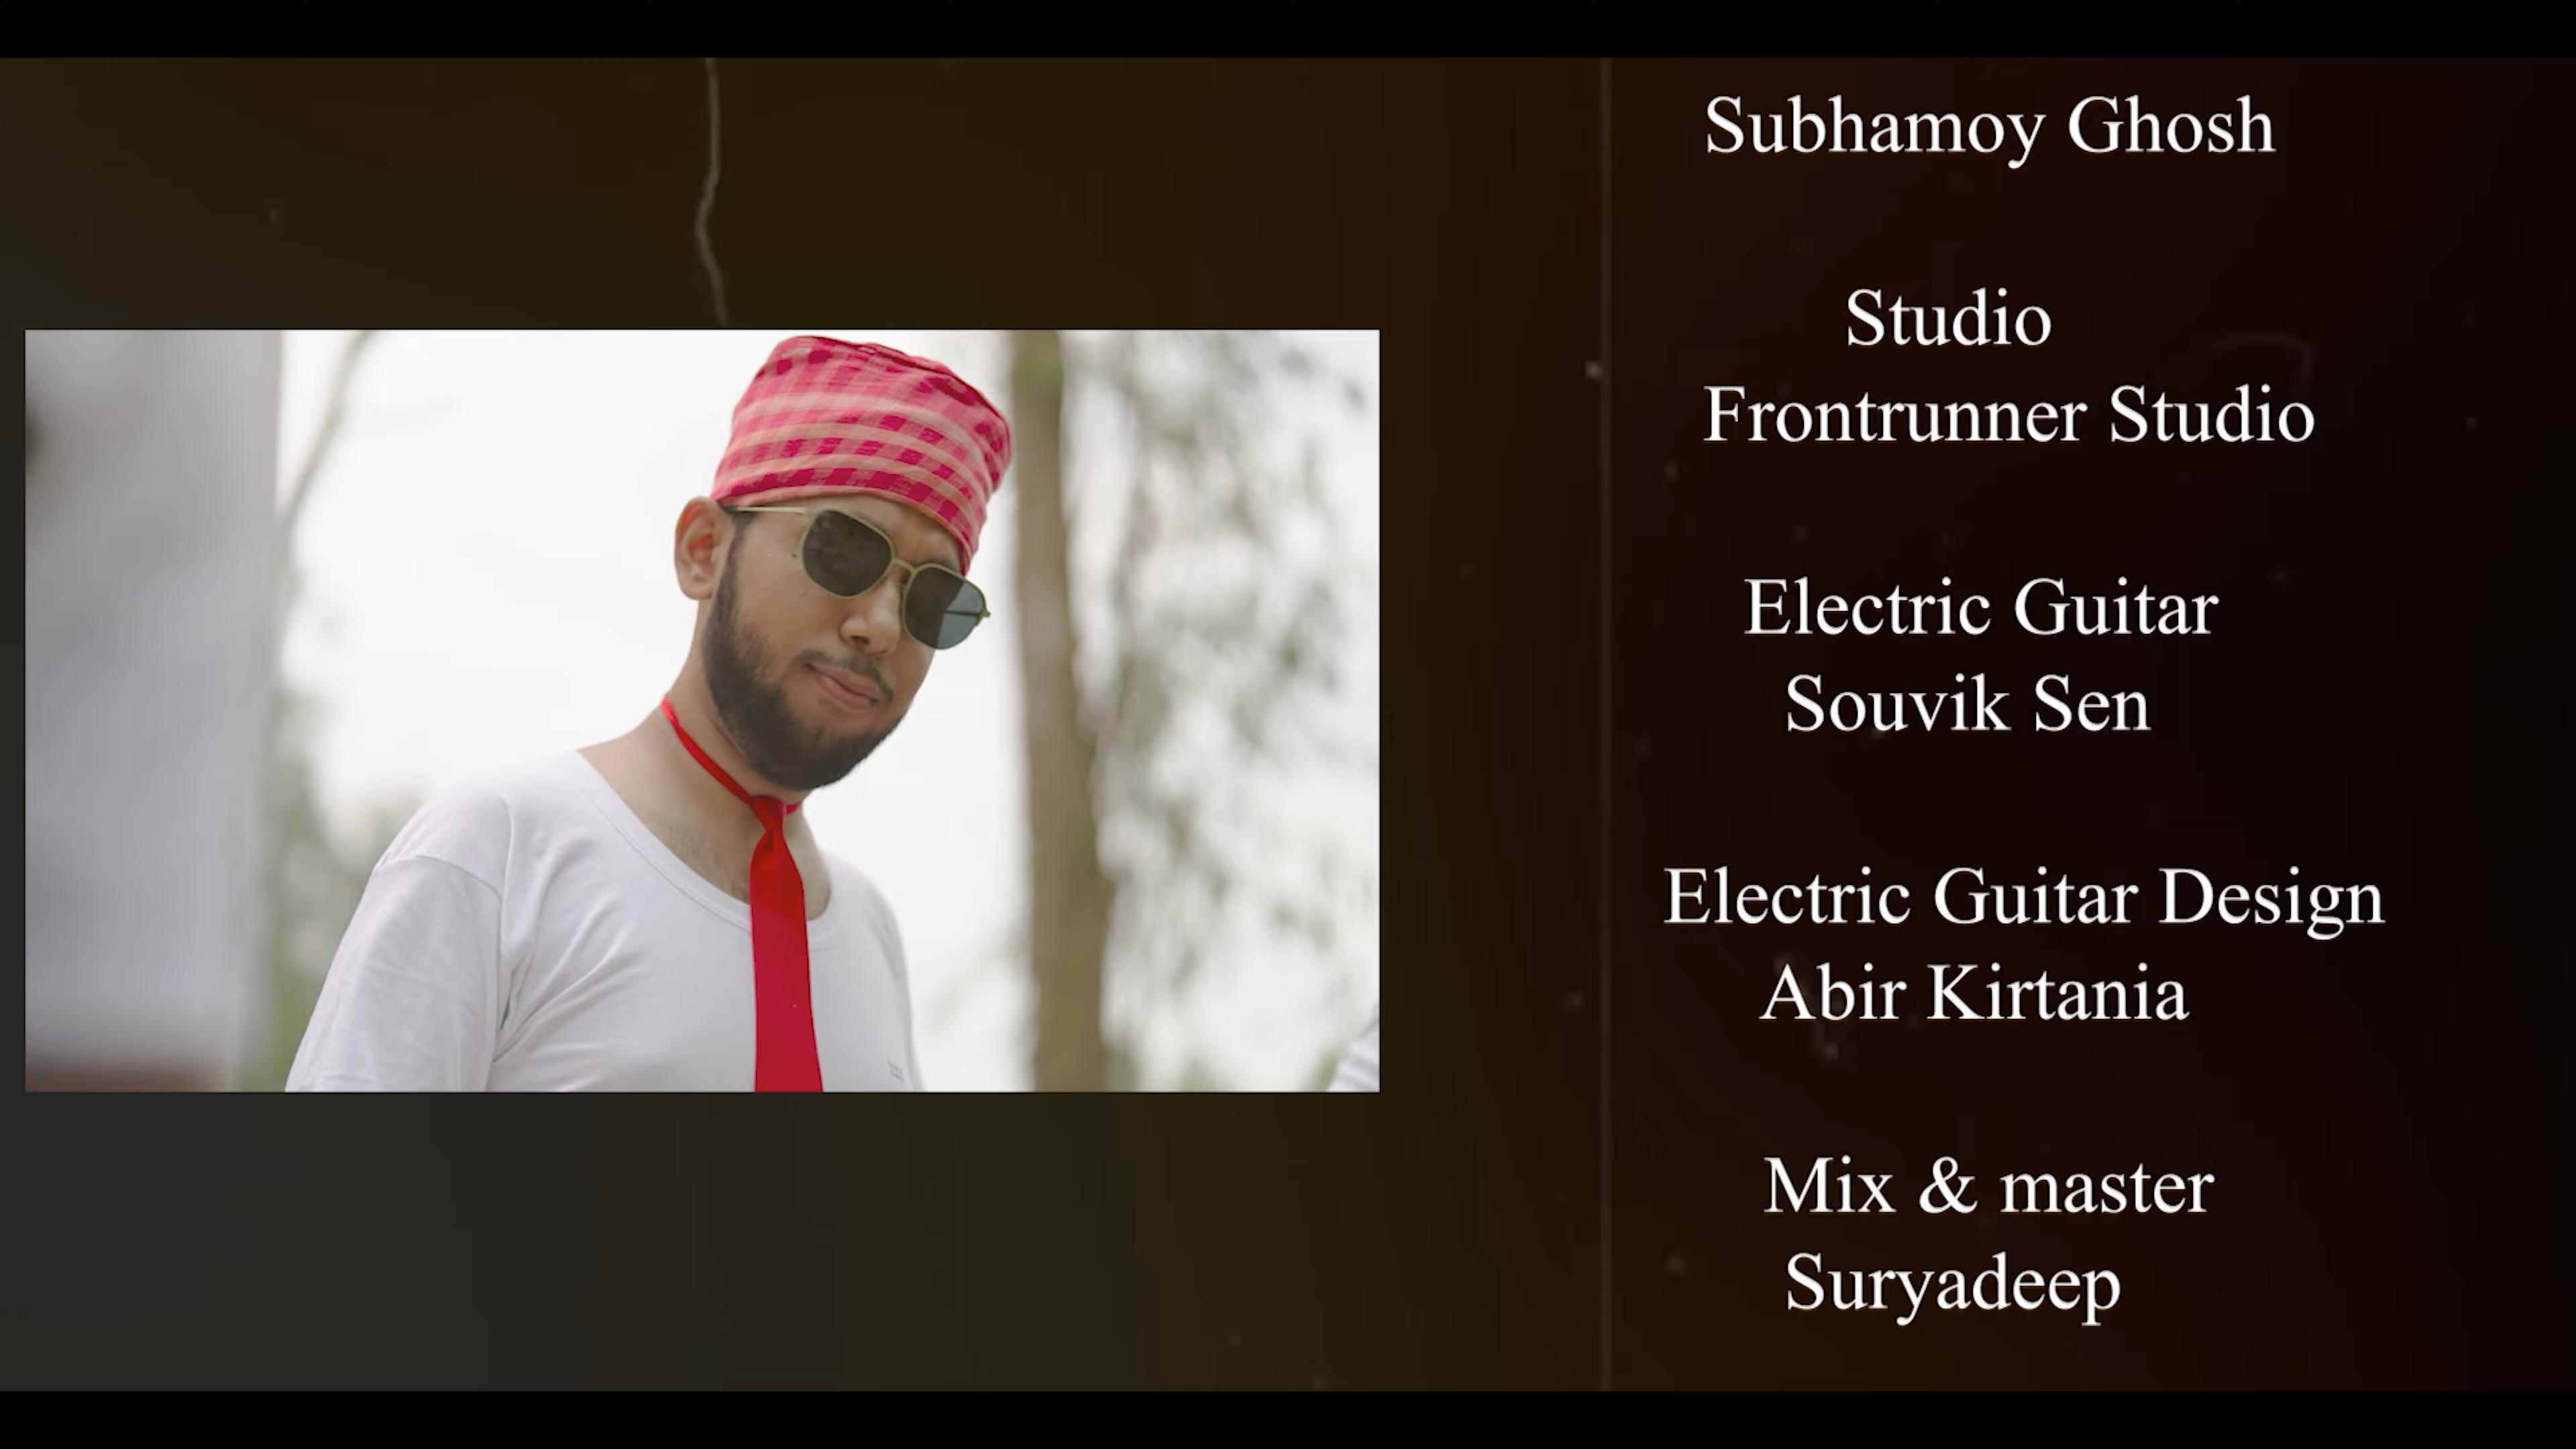 Subhamoy Ghosh
Studio
Frontrunner Studio
Electric Guitar
Souvik Sen
Electric Guitar Design
Abir Kirtania
Mix & master
Suryadeep